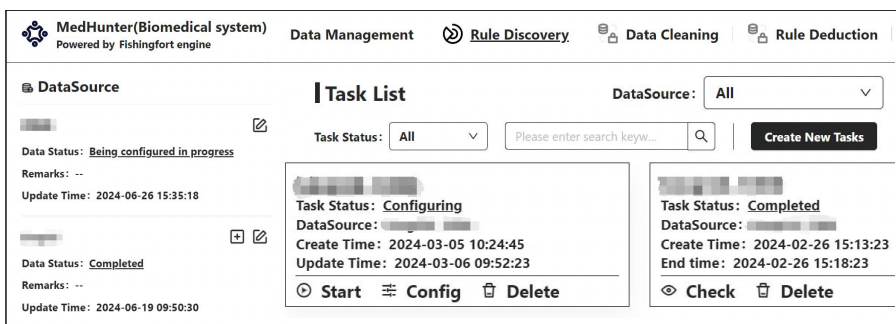 MedHunter(Biomedical system)
Powered by Fishingfort engine
Data Management
Rule Discovery
Data Cleaning
Rule Deduction
DataSource
Data Status: Being configured in progress
Remarks: --
Update Time: 2024-06-26 15:35:18
Data Status: Completed
Remarks: --
Update Time: 2024-06-19 09:50:30
Task List
DataSource: All
Task Status: All
Please enter search keyw...
Create New Tasks
Task Status: Configuring
DataSource:
Create Time: 2024-03-05 10:24:45
Update Time: 2024-03-06 09:52:23
Start Config Delete
Task Status: Completed
DataSource:
Create Time: 2024-02-26 15:13:23
End time: 2024-02-26 15:18:23
Check Delete